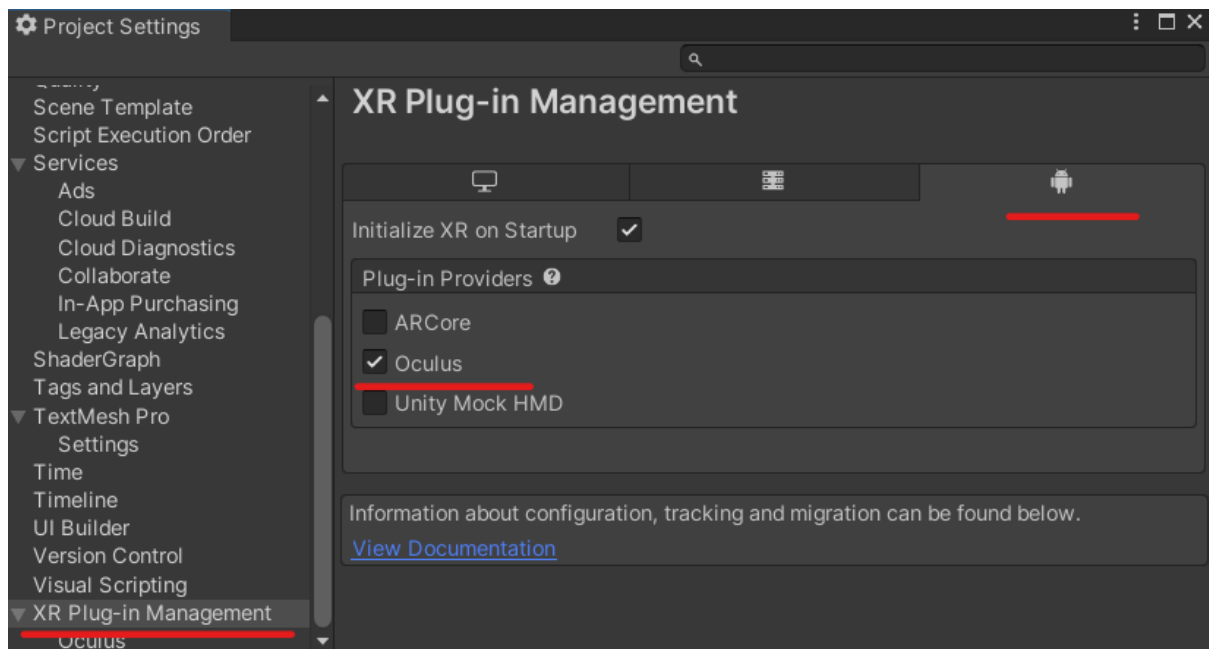 Project Settings
Quality
Scene Template
Script Execution Order
Services
Ads
Cloud Build
Cloud Diagnostics
Collaborate
In-App Purchasing
Legacy Analytics
ShaderGraph
Tags and Layers
TextMesh Pro
Settings
Time
Timeline
UI Builder
Version Control
Visual Scripting
XR Plug-in Management
Oculus
XR Plug-in Management
Initialize XR on Startup
Plug-in Providers
ARCore
Oculus
Unity Mock HMD
Information about configuration, tracking and migration can be found below.
View Documentation